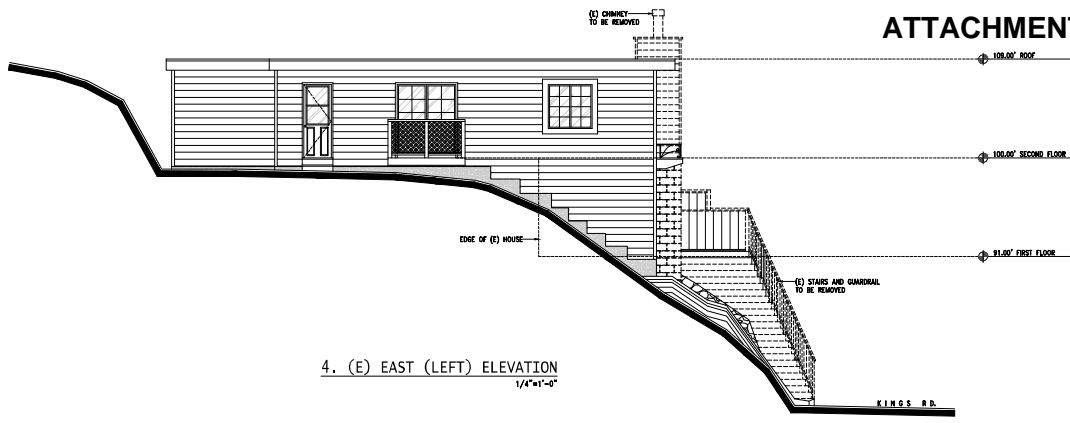 (E) CHIMNEY
TO BE REMOVED
ATTACHMENT
109.00' ROOF
100.00' SECOND FLOOR
EDGE OF (E) HOUSE
91.00' FIRST FLOOR
(E) STAIRS AND GUARDRAIL
TO BE REMOVED
4. (E) EAST (LEFT) ELEVATION
1/4"=1'-0"
KINGS RD.